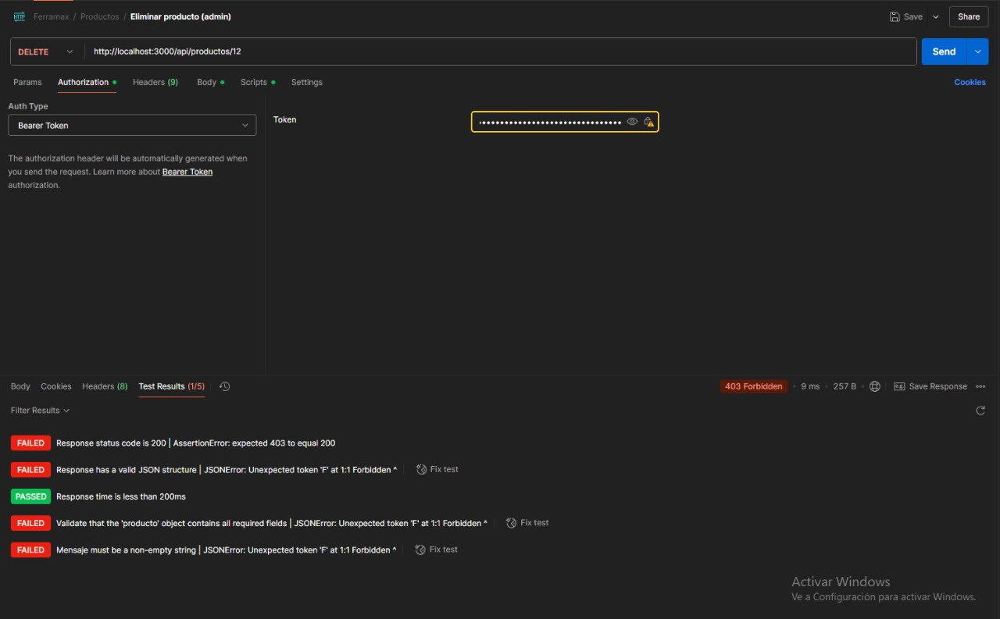 HTTP Ferramax / Productos / Eliminar producto (admin) Save Share
DELETE http://localhost:3000/api/productos/12 Send
Params Authorization Headers (9) Body Scripts Settings Cookies
Auth Type
Bearer Token
Token
The authorization header will be automatically generated when
you send the request. Learn more about Bearer Token
authorization.
Body Cookies Headers (8) Test Results (1/5) 403 Forbidden 9 ms 257 B e.g. Save Response
Filter Results
FAILED Response status code is 200 | AssertionError: expected 403 to equal 200
FAILED Response has a valid JSON structure | JSONError: Unexpected token 'F' at 1:1 Forbidden ^ Fix test
PASSED Response time is less than 200ms
FAILED Validate that the 'producto' object contains all required fields | JSONError: Unexpected token 'F' at 1:1 Forbidden ^ Fix test
FAILED Mensaje must be a non-empty string | JSONError: Unexpected token 'F' at 1:1 Forbidden ^ Fix test
Activar Windows
Ve a Configuración para activar Windows.